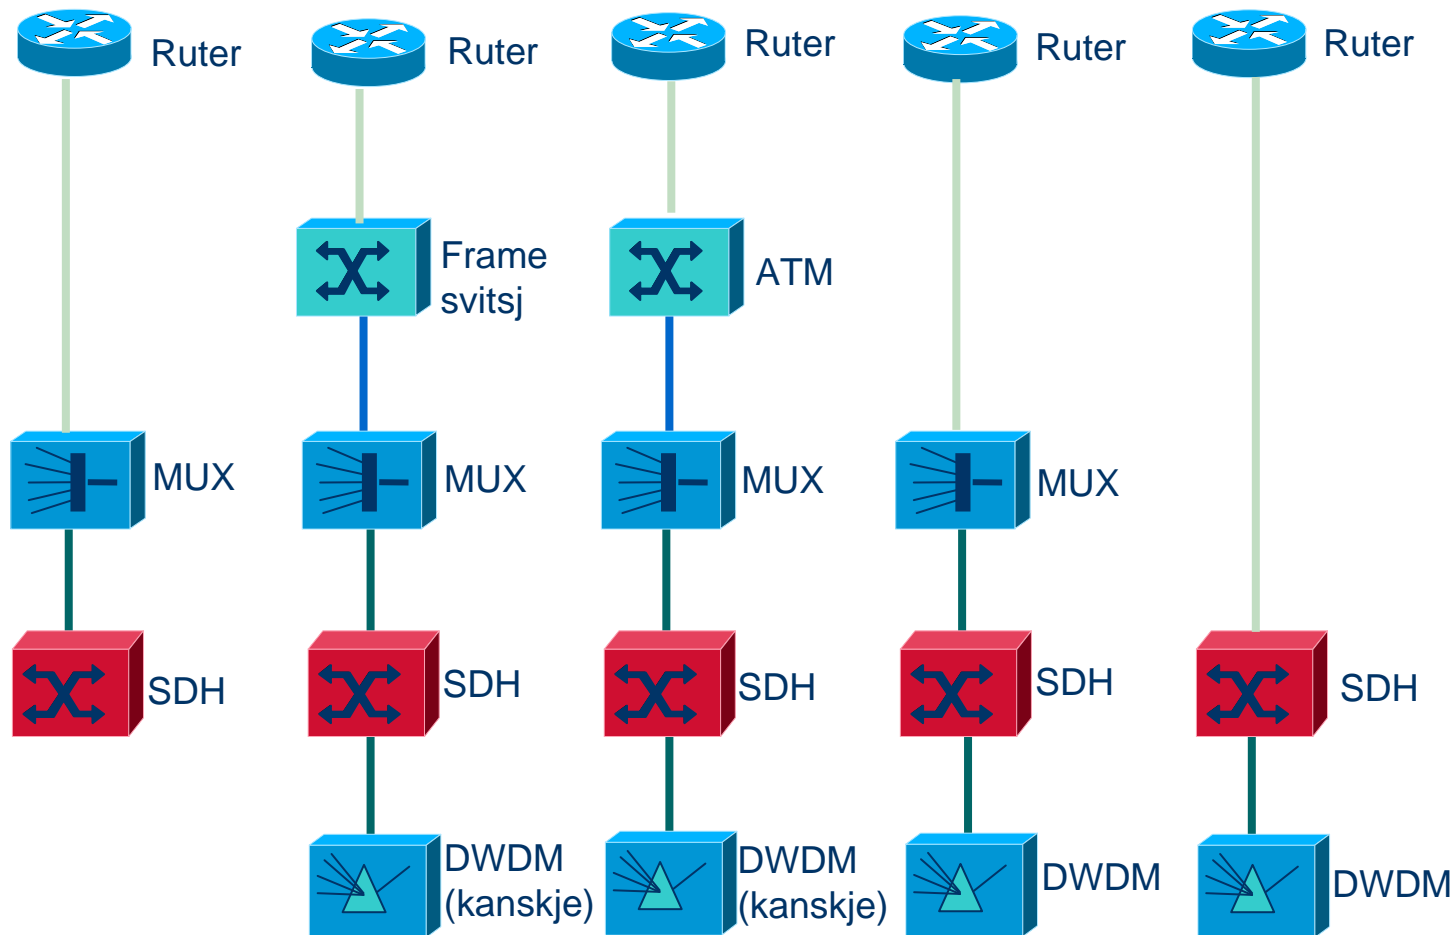 Ruter
Ruter
Ruter
Ruter
Ruter
Frame
svitsj
ATM
MUX
MUX
MUX
MUX
SDH
SDH
SDH
SDH
SDH
DWDM
(kanskje)
DWDM
(kanskje)
DWDM
DWDM